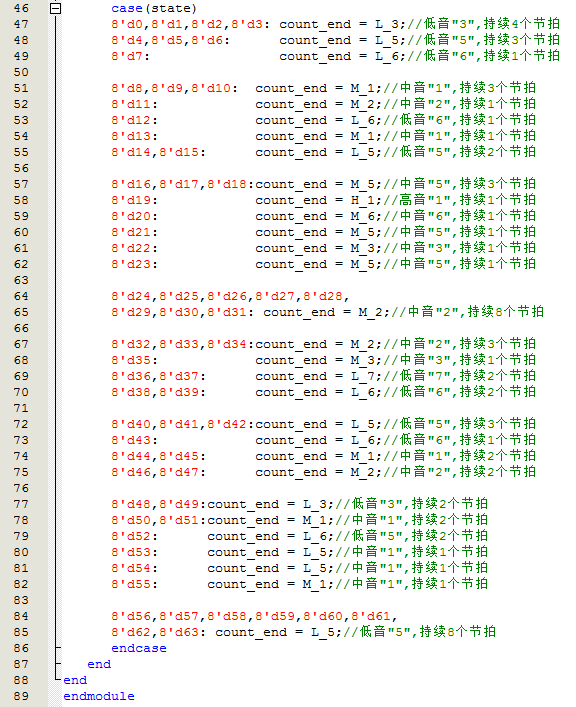 46 case(state)
47 8'd0,8'd1,8'd2,8'd3: count_end = L_3;//低音"3",持续4个节拍
48 8'd4,8'd5,8'd6: count_end = L_5;//低音"5",持续3个节拍
49 8'd7: count_end = L_6;//低音"6",持续1个节拍
50
51 8'd8,8'd9,8'd10: count_end = M_1;//中音"1",持续3个节拍
52 8'd11: count_end = M_2;//中音"2",持续1个节拍
53 8'd12: count_end = L_6;//低音"6",持续1个节拍
54 8'd13: count_end = M_1;//中音"1",持续1个节拍
55 8'd14,8'd15: count_end = L_5;//低音"5",持续2个节拍
56
57 8'd16,8'd17,8'd18:count_end = M_5;//中音"5",持续3个节拍
58 8'd19: count_end = H_1;//高音"1",持续1个节拍
59 8'd20: count_end = M_6;//中音"6",持续1个节拍
60 8'd21: count_end = M_5;//中音"5",持续1个节拍
61 8'd22: count_end = M_3;//中音"3",持续1个节拍
62 8'd23: count_end = M_5;//中音"5",持续1个节拍
63
64 8'd24,8'd25,8'd26,8'd27,8'd28,
65 8'd29,8'd30,8'd31: count_end = M_2;//中音"2",持续8个节拍
66
67 8'd32,8'd33,8'd34:count_end = M_2;//中音"2",持续3个节拍
68 8'd35: count_end = M_3;//中音"3",持续1个节拍
69 8'd36,8'd37: count_end = L_7;//低音"7",持续2个节拍
70 8'd38,8'd39: count_end = L_6;//低音"6",持续2个节拍
71
72 8'd40,8'd41,8'd42:count_end = L_5;//低音"5",持续3个节拍
73 8'd43: count_end = L_6;//低音"6",持续1个节拍
74 8'd44,8'd45: count_end = M_1;//中音"1",持续2个节拍
75 8'd46,8'd47: count_end = M_2;//中音"2",持续2个节拍
76
77 8'd48,8'd49:count_end = L_3;//低音"3",持续2个节拍
78 8'd50,8'd51:count_end = M_1;//中音"1",持续2个节拍
79 8'd52: count_end = L_6;//低音"5",持续2个节拍
80 8'd53: count_end = L_5;//中音"1",持续1个节拍
81 8'd54: count_end = L_5;//中音"1",持续1个节拍
82 8'd55: count_end = M_1;//中音"1",持续1个节拍
83
84 8'd56,8'd57,8'd58,8'd59,8'd60,8'd61,
85 8'd62,8'd63: count_end = L_5;//低音"5",持续8个节拍
86 endcase
87 end
88 end
89 endmodule